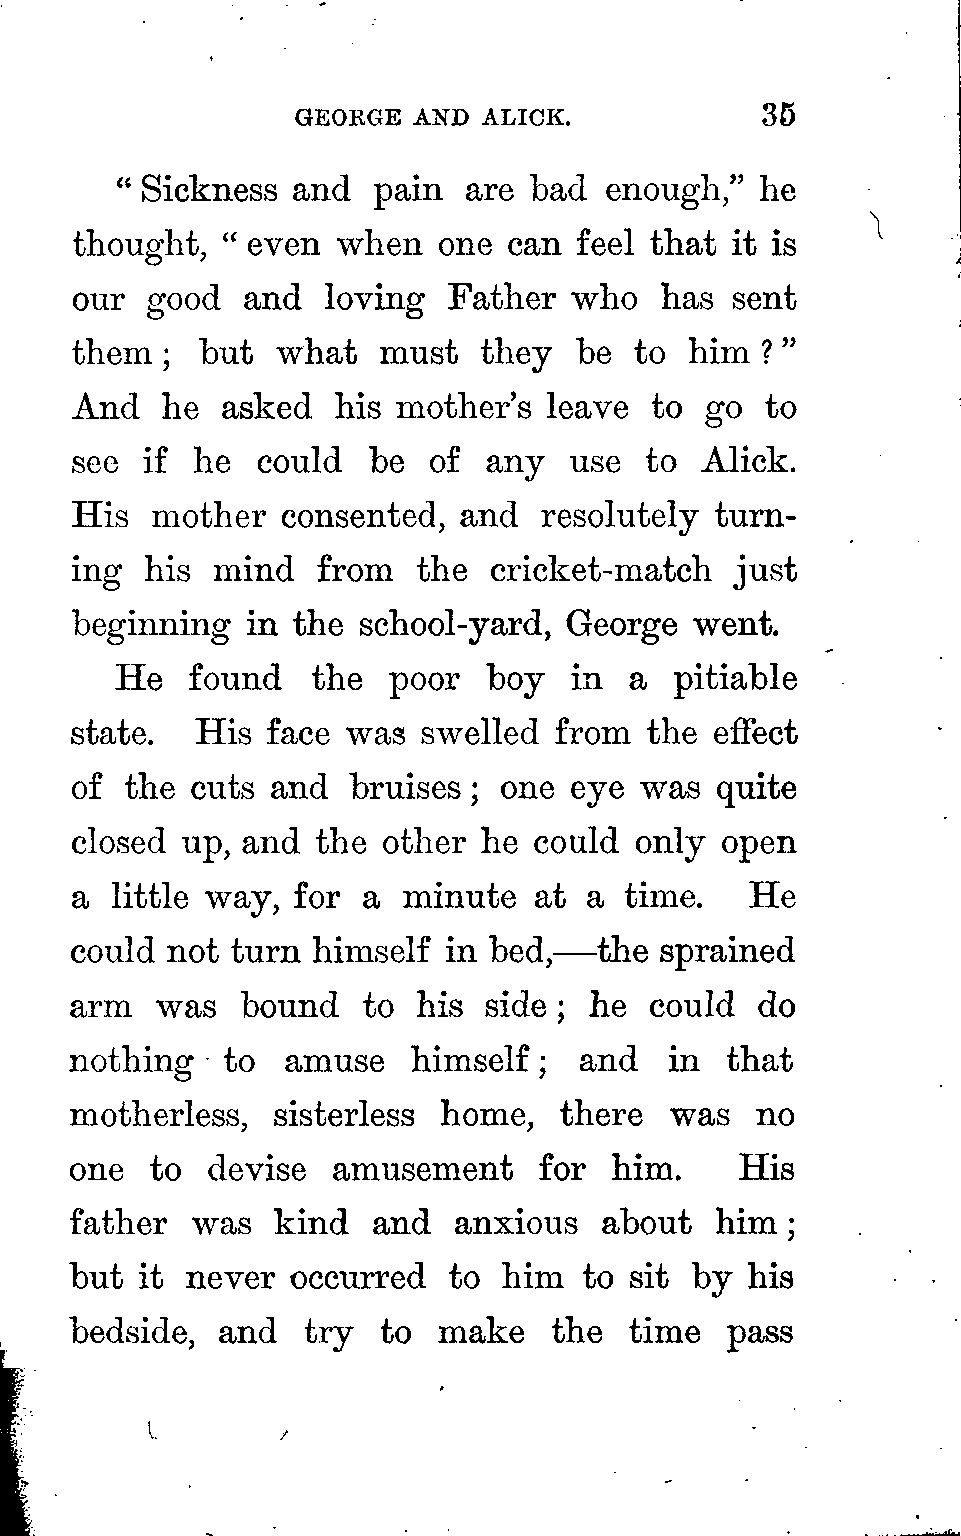 GEORGE AND ALICK. 35
“Sickness and pain are bad enough,” he
thought, “even when one can feel that it is
our good and loving Father who has sent
them; but what must they be to him?”
And he asked his mother’s leave to go to
see if he could be of any use to Alick.
His mother consented, and resolutely turn-
ing his mind from the cricket-match just
beginning in the school-yard, George went.
He found the poor boy in a pitiable
state. His face was swelled from the effect
of the cuts and bruises; one eye was quite
closed up, and the other he could only open
a little way, for a minute at a time. He
could not turn himself in bed,—the sprained
arm was bound to his side; he could do
nothing to amuse himself; and in that
motherless, sisterless home, there was no
one to devise amusement for him. His
father was kind and anxious about him;
but it never occurred to him to sit by his
bedside, and try to make the time pass